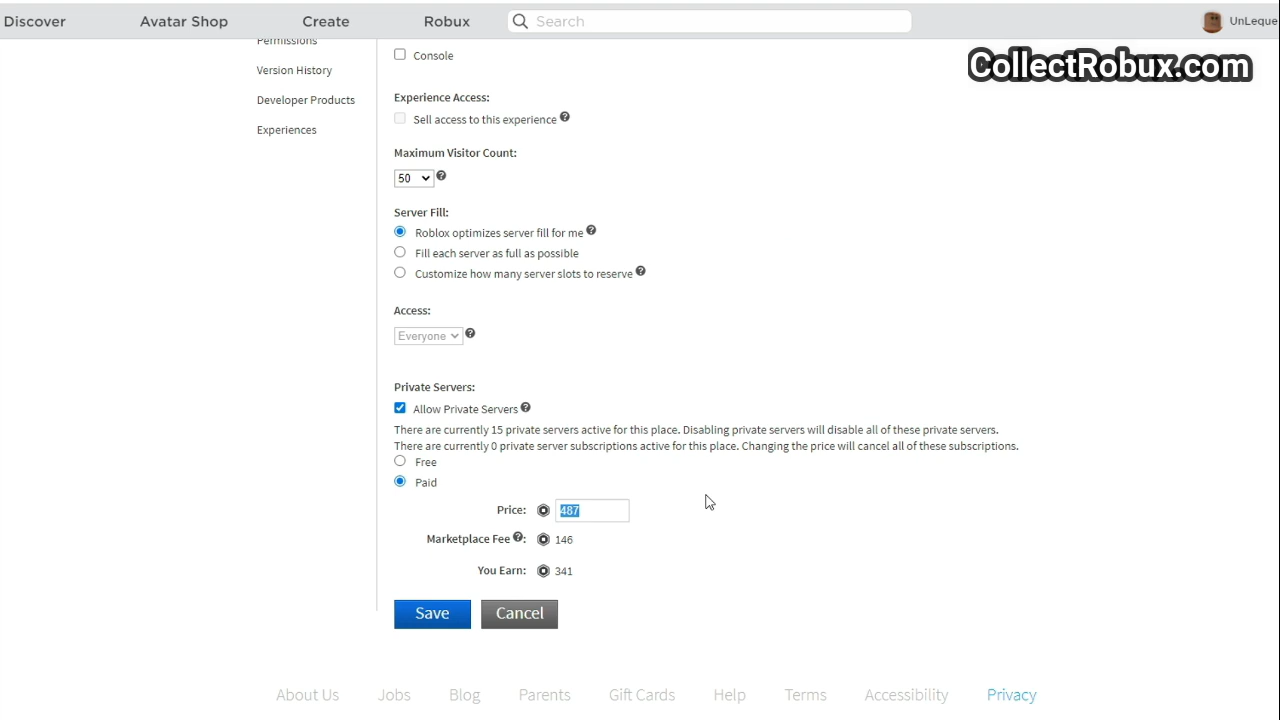 Discover Avatar Shop Create Robux Search UnLeque
CollectRobux.com
Permissions
Version History
Developer Products
Experiences
Console
Experience Access:
Sell access to this experience
Maximum Visitor Count:
50
Server Fill:
Roblox optimizes server fill for me
Fill each server as full as possible
Customize how many server slots to reserve
Access:
Everyone
Private Servers:
Allow Private Servers
There are currently 15 private servers active for this place. Disabling private servers will disable all of these private servers.
There are currently 0 private server subscriptions active for this place. Changing the price will cancel all of these subscriptions.
Free
Paid
Price: 487
Marketplace Fee : 146
You Earn: 341
Save Cancel
About Us Jobs Blog Parents Gift Cards Help Terms Accessibility Privacy